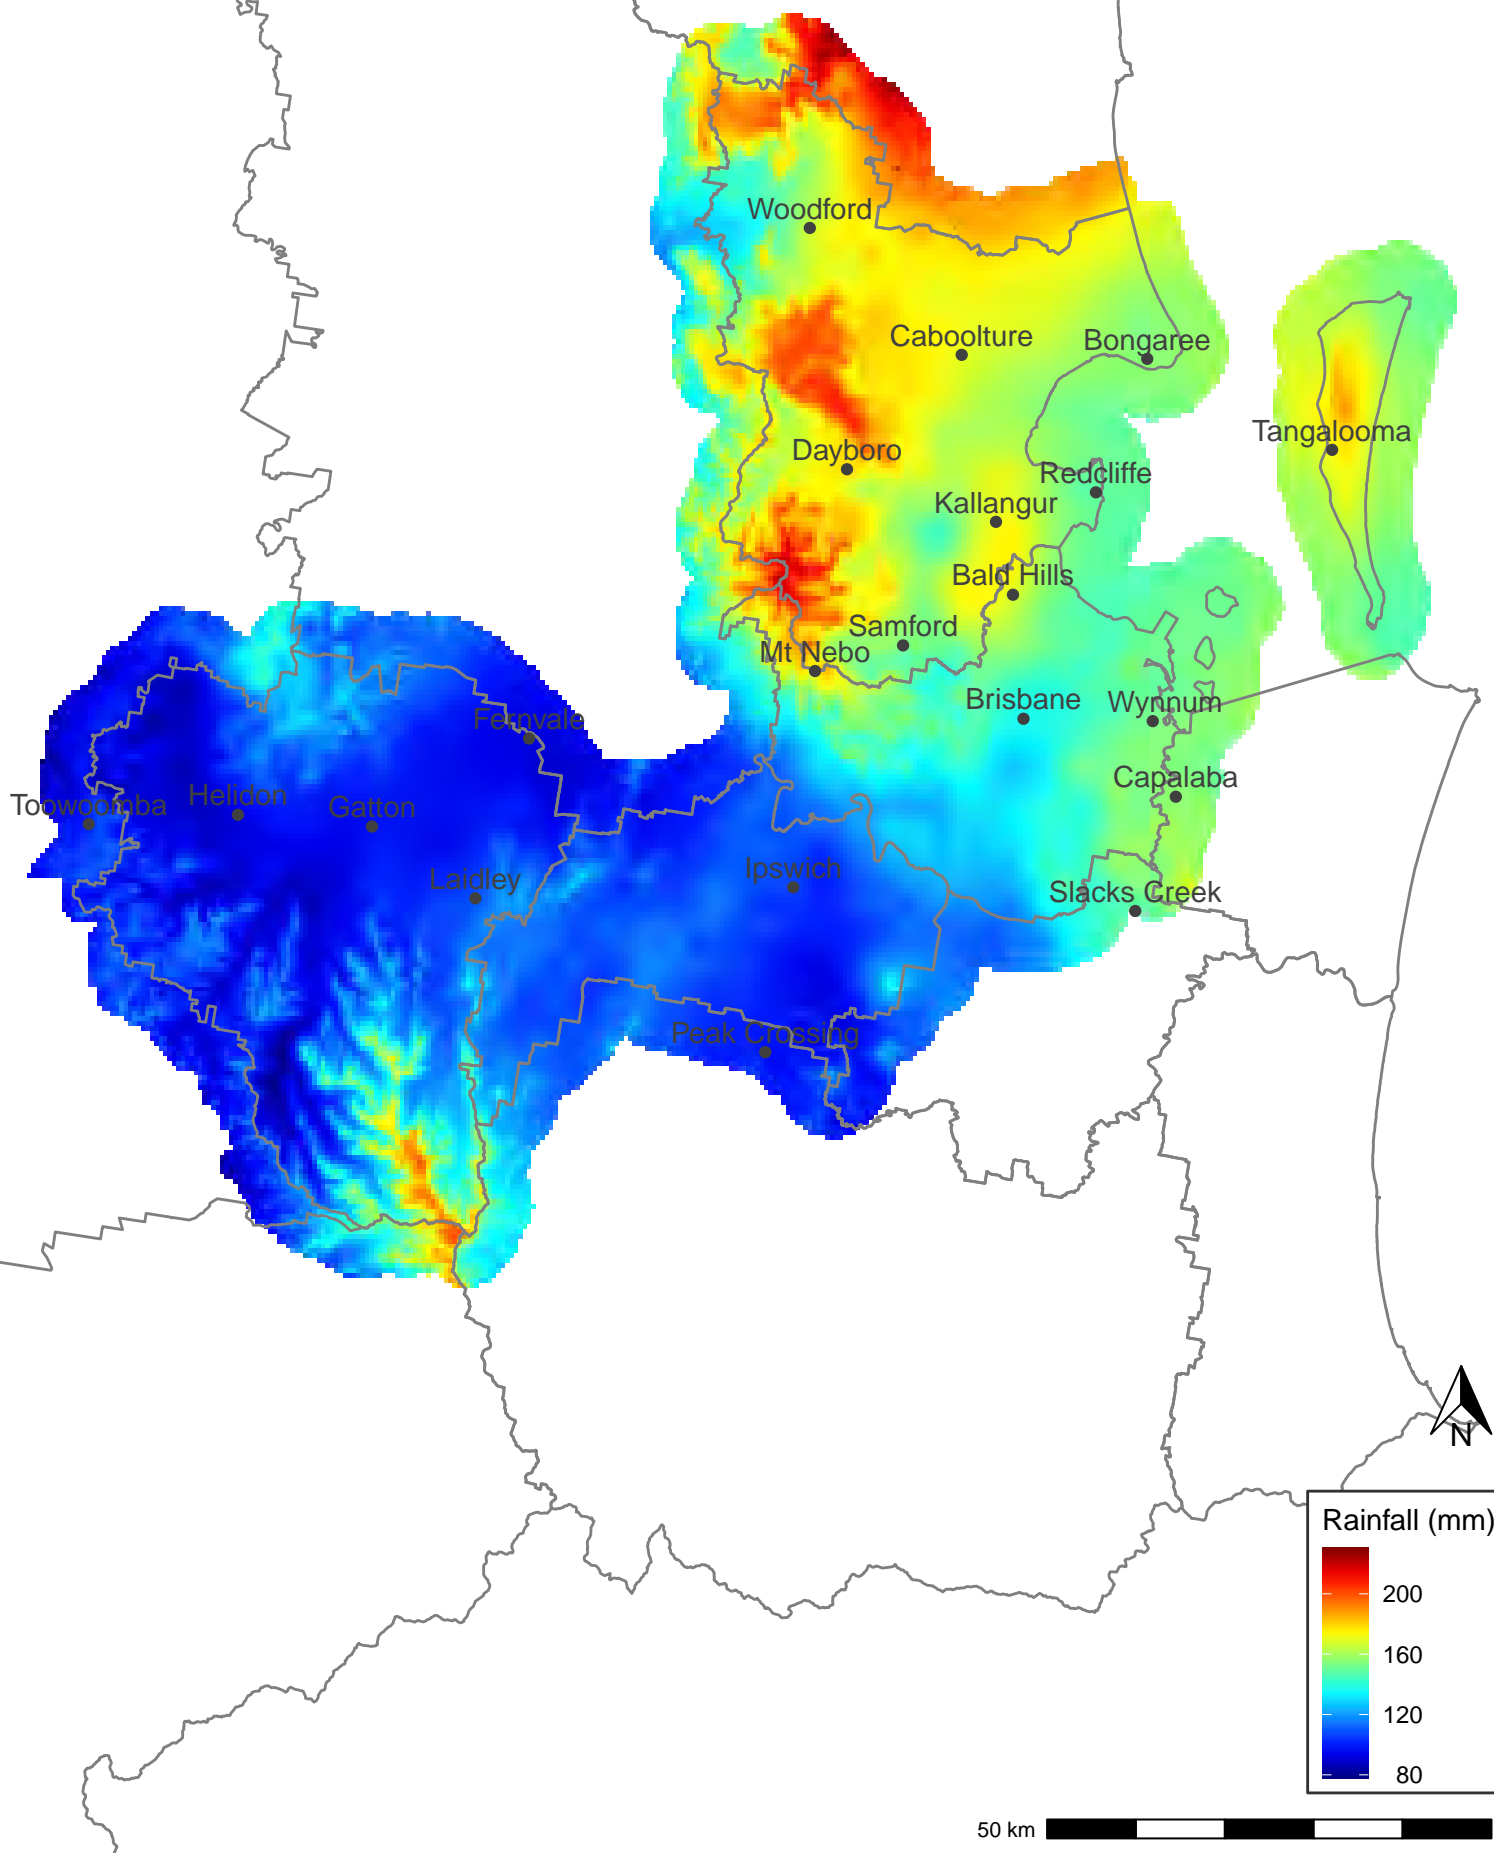 Woodford
Caboolture
Bongaree
Tangalooma
Dayboro
Redcliffe
Kallangur
Bald Hills
Samford
Mt Nebo
Brisbane
Wynnum
Fernvale
Capalaba
Toowoomba
Helidon
Gatton
Ipswich
Laidley
Slacks Creek
Peak Crossing
N
Rainfall (mm)
200
160
120
80
50 km